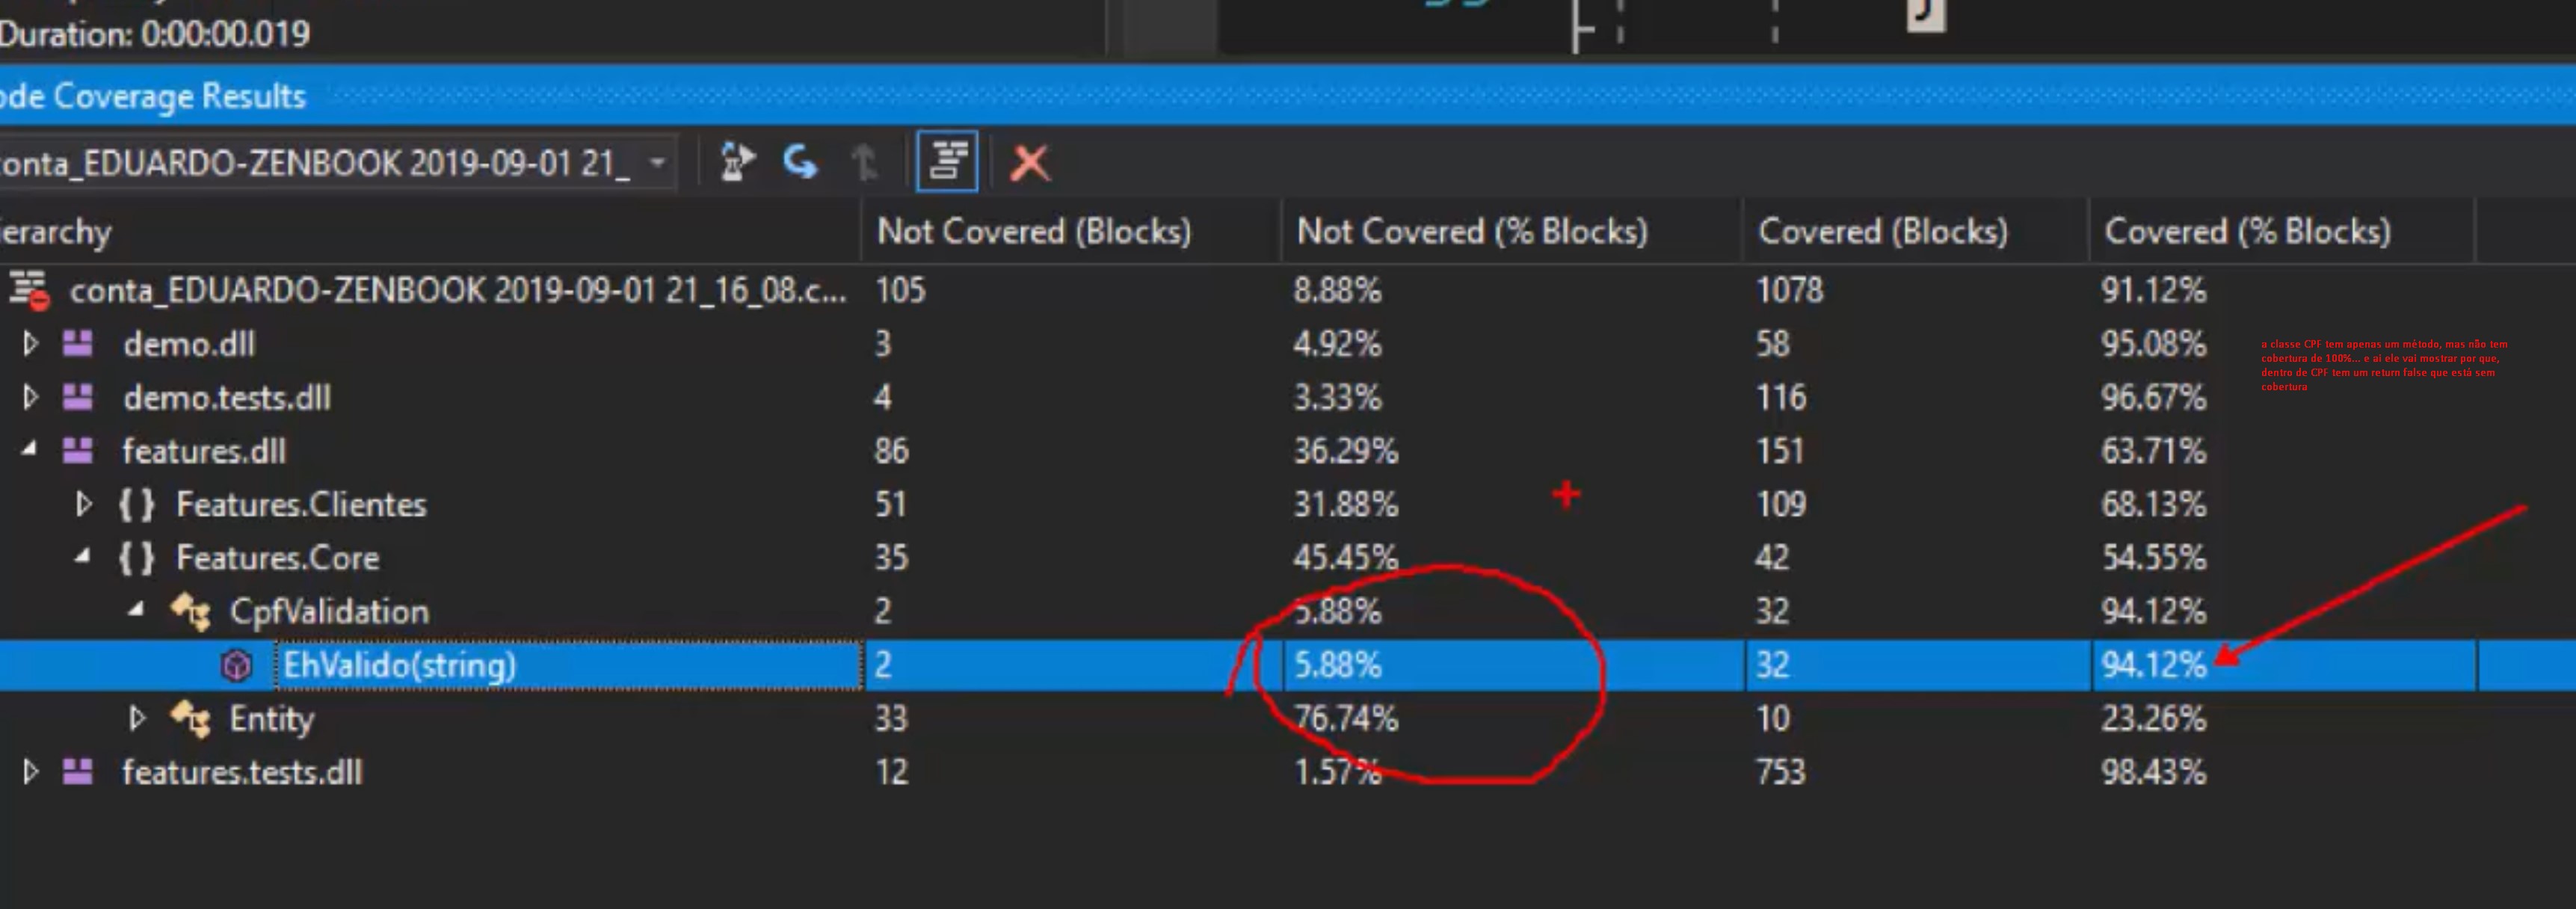 Duration: 0:00:00.019
ode Coverage Results
conta_EDUARDO-ZENBOOK 2019-09-01 21_
ierarchy Not Covered (Blocks) Not Covered (% Blocks) Covered (Blocks) Covered (% Blocks)
conta_EDUARDO-ZENBOOK 2019-09-01 21_16_08.c... 105 8.88% 1078 91.12%
demo.dll 3 4.92% 58 95.08%
demo.tests.dll 4 3.33% 116 96.67%
a classe CPF tem apenas um método, mas não tem
cobertura de 100%... e aí ele vai mostrar por que,
dentro de CPF tem um return false que está sem
cobertura
features.dll 86 36.29% 151 63.71%
{ } Features.Clientes 51 31.88% 109 68.13%
{ } Features.Core 35 45.45% 42 54.55%
CpfValidation 2 5.88% 32 94.12%
EhValido(string) 2 5.88% 32 94.12%
Entity 33 76.74% 10 23.26%
features.tests.dll 12 1.57% 753 98.43%